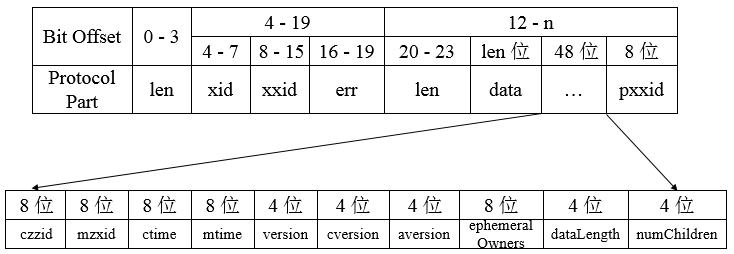 Bit Offset 0 - 3 4 - 19 12 - n
4 - 7 8 - 15 16 - 19 20 - 23 len 位 48 位 8 位
Protocol Part len xid xxid err len data … pxxid
8 位 8 位 8 位 8 位 4 位 4 位 4 位 8 位 4 位 4 位
czzid mzxid ctime mtime version cversion aversion ephemeral Owners dataLength numChildren